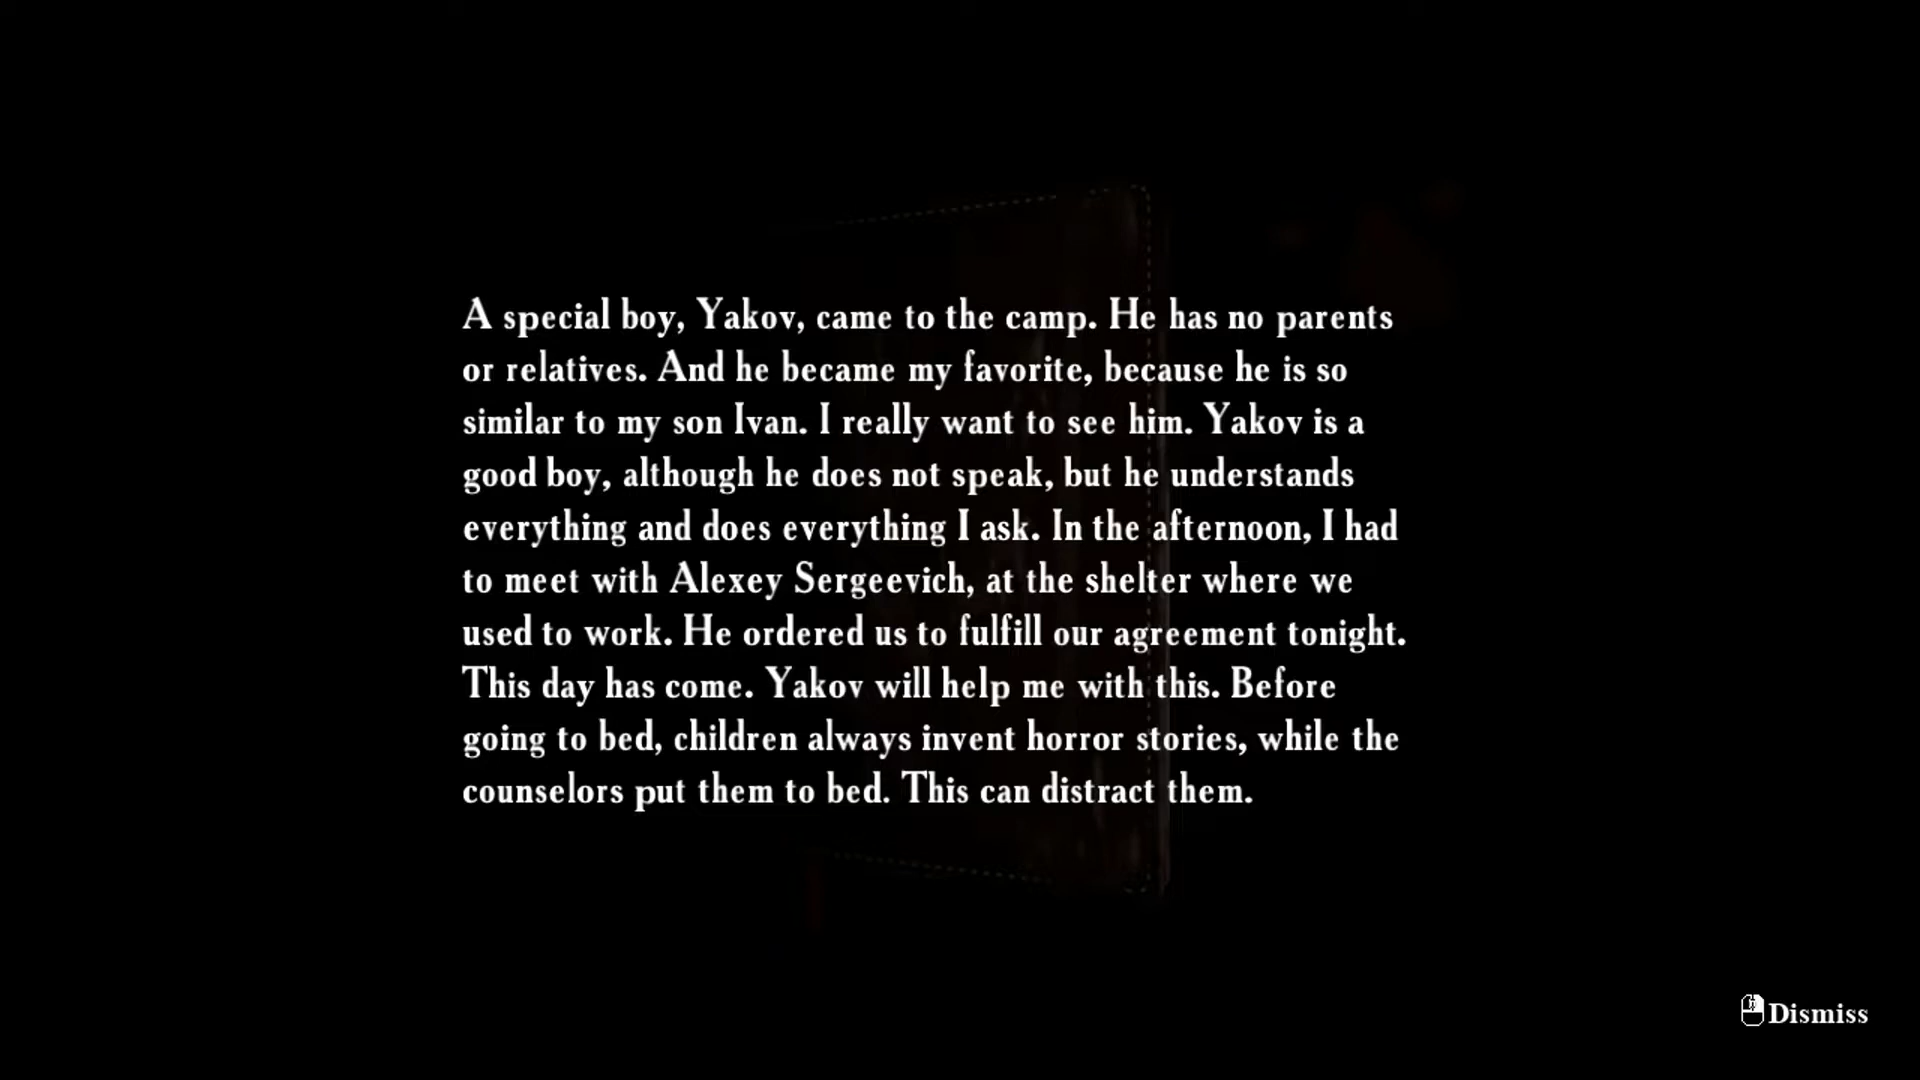 A special boy, Yakov, came to the camp. He has no parents
or relatives. And he became my favorite, because he is so
similar to my son Ivan. I really want to see him. Yakov is a
good boy, although he does not speak, but he understands
everything and does everything I ask. In the afternoon, I had
to meet with Alexey Sergeevich, at the shelter where we
used to work. He ordered us to fulfill our agreement tonight.
This day has come. Yakov will help me with this. Before
going to bed, children always invent horror stories, while the
counselors put them to bed. This can distract them.
Dismiss